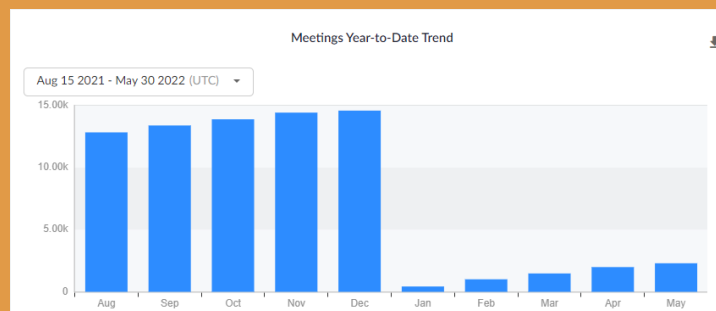 Meetings Year-to-Date Trend
Aug 15 2021 - May 30 2022 (UTC)
15.00k
10.00k
5.00k
0
Aug Sep Oct Nov Dec Jan Feb Mar Apr May